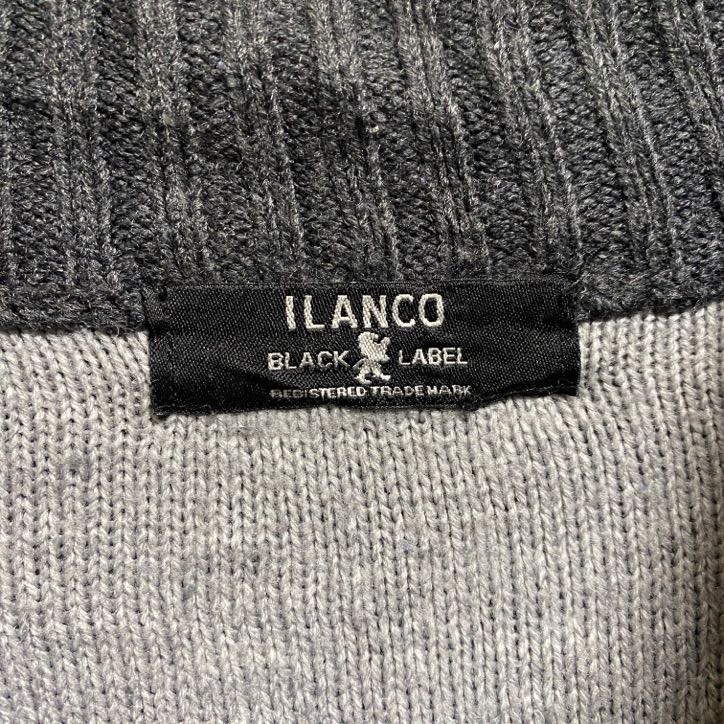 ILANCO
BLACK LABEL
REGISTERED TRADE MARK